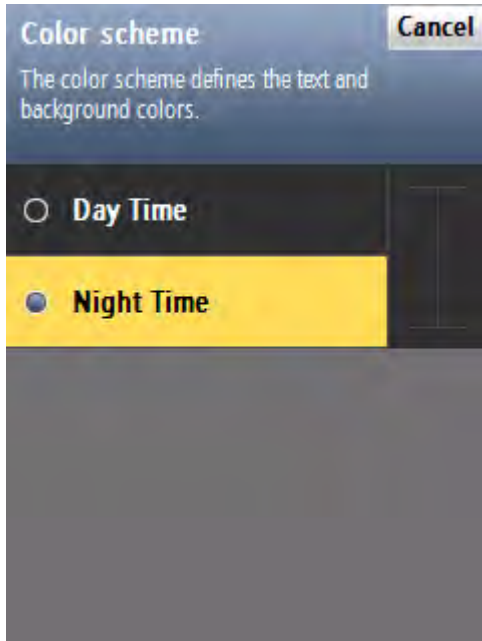 Color scheme
Cancel
The color scheme defines the text and
background colors.
Day Time
Night Time